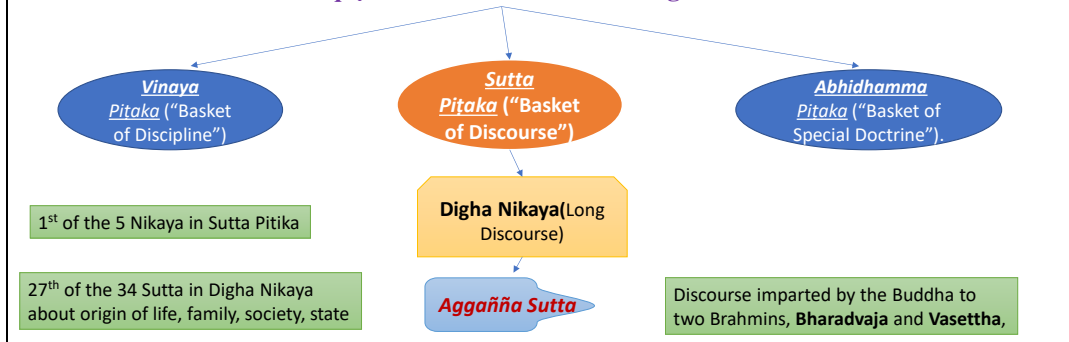 Vinaya
Piṭaka (“Basket
of Discipline”)
Sutta
Piṭaka (“Basket
of Discourse”)
Abhidhamma
Piṭaka (“Basket of
Special Doctrine”).
1st of the 5 Nikaya in Sutta Pitika
Digha Nikaya(Long
Discourse)
27th of the 34 Sutta in Digha Nikaya
about origin of life, family, society, state
Aggañña Sutta
Discourse imparted by the Buddha to
two Brahmins, Bharadvaja and Vasettha,